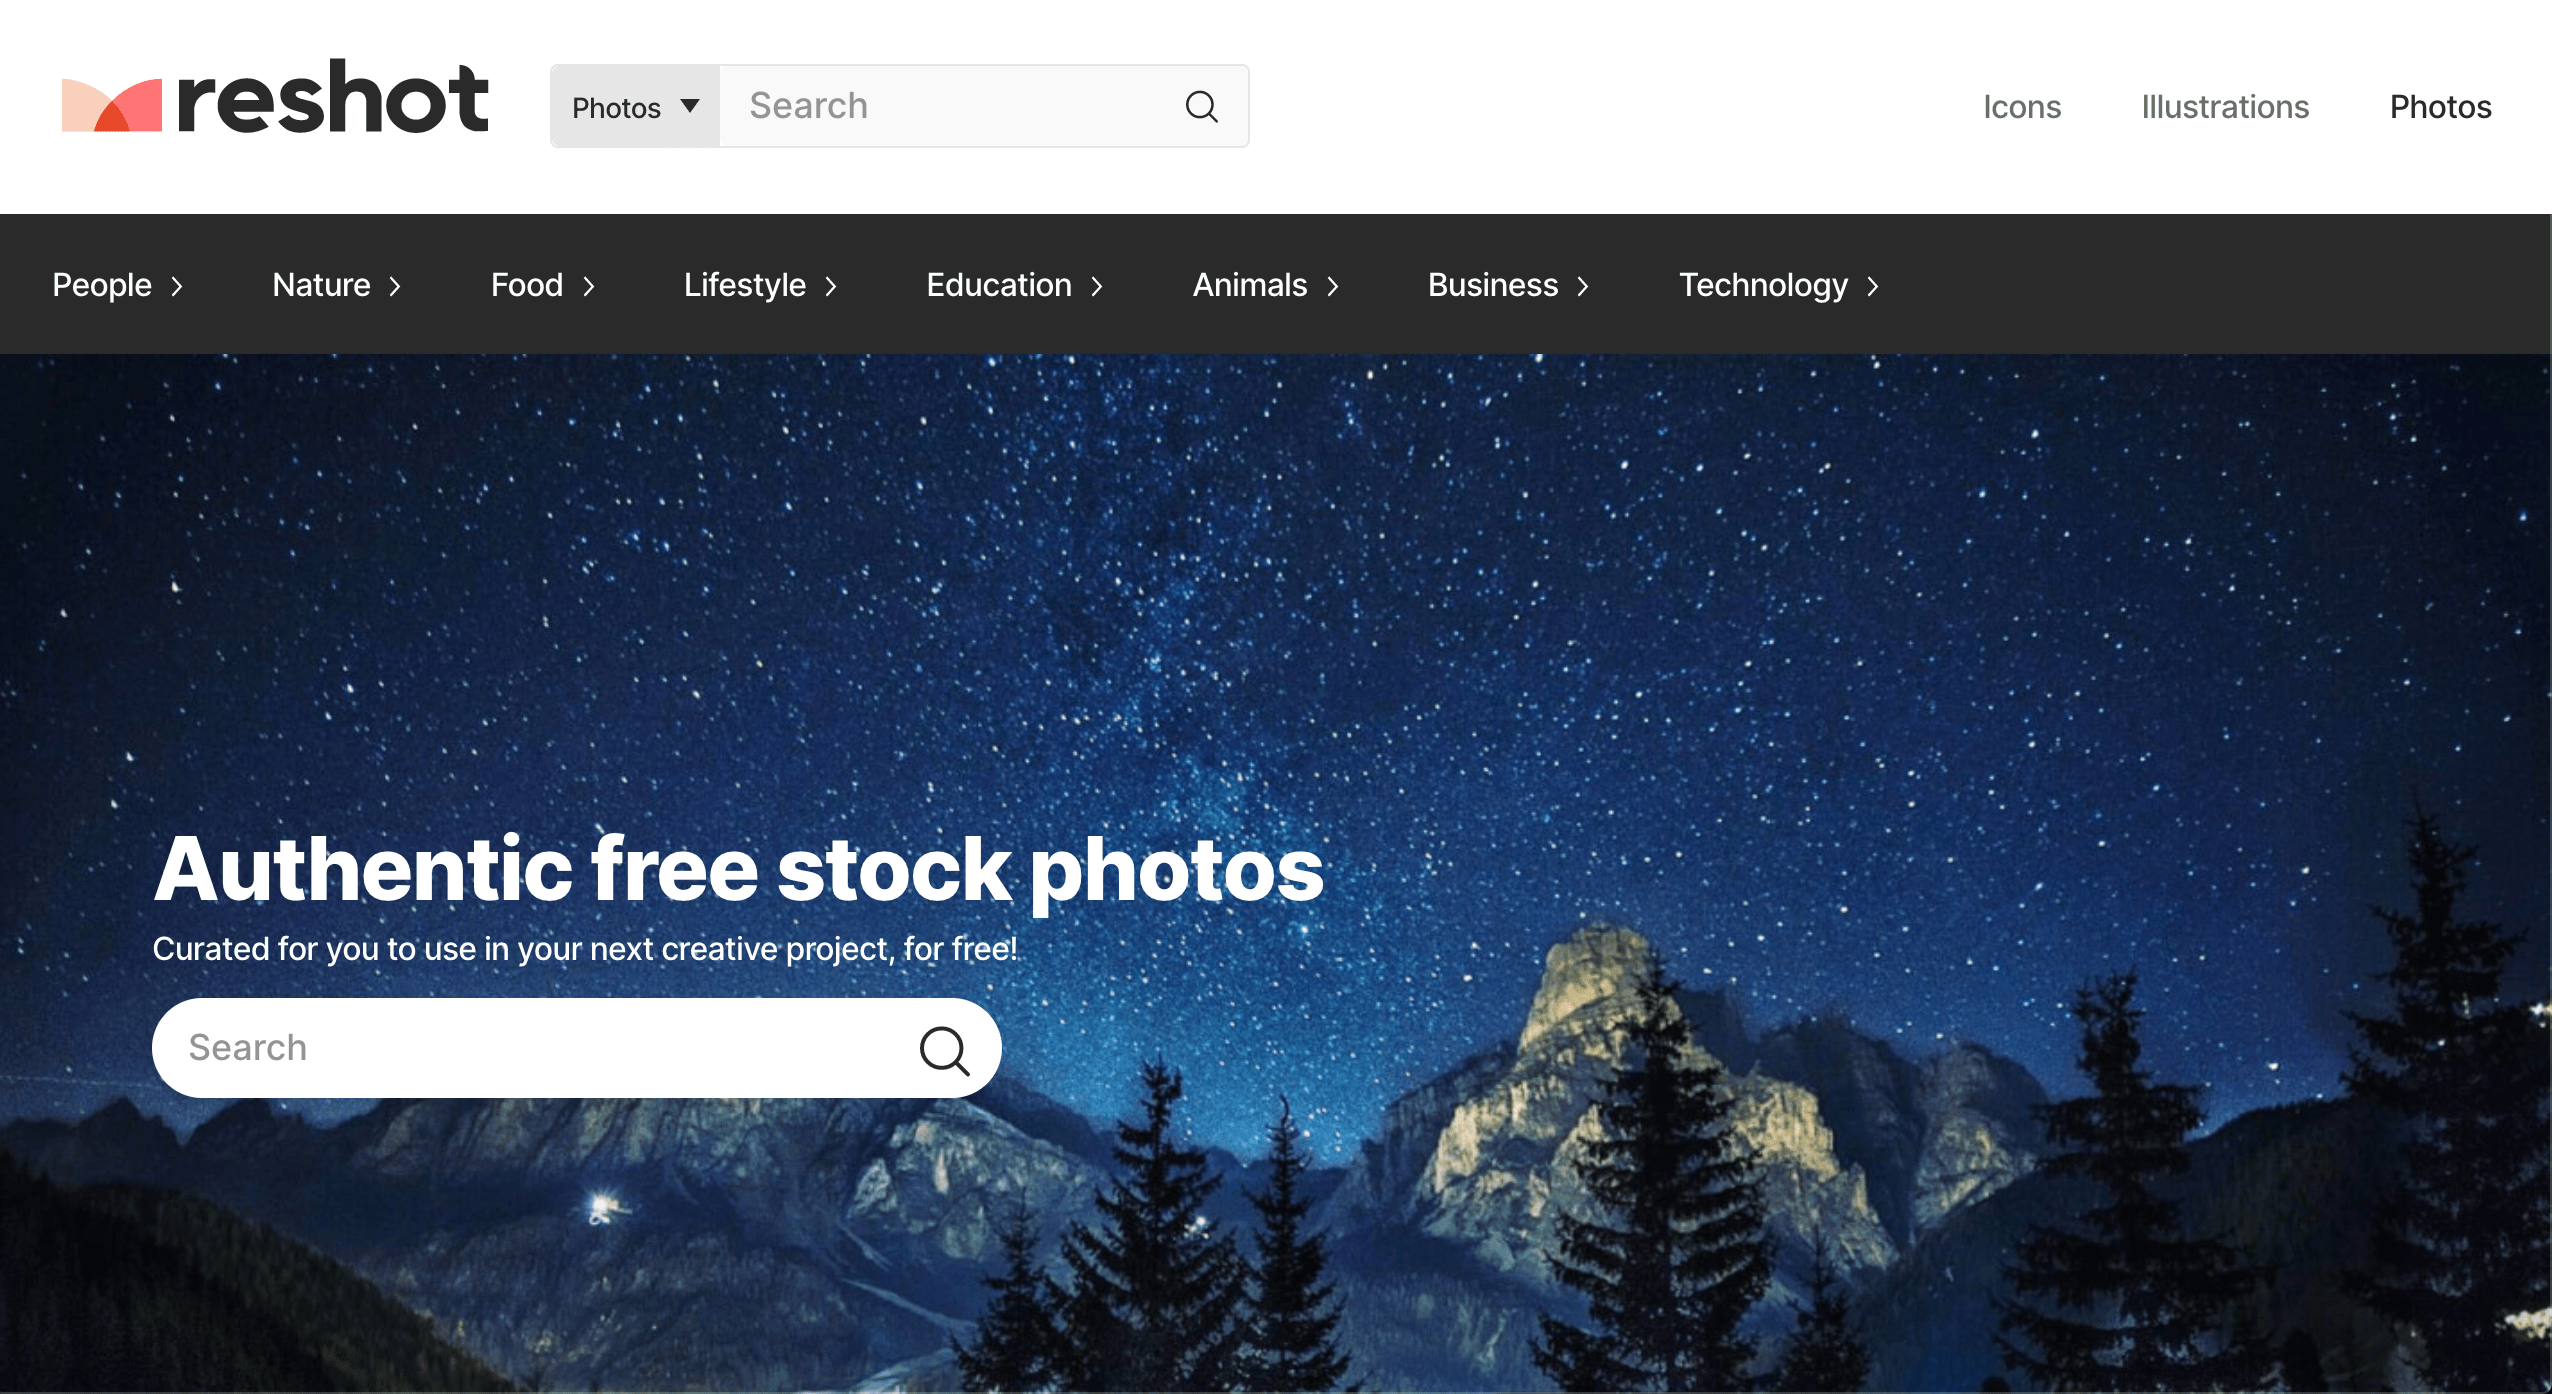 reshot
Photos Search
Icons Illustrations Photos
People Nature Food Lifestyle Education Animals Business Technology
Authentic free stock photos
Curated for you to use in your next creative project, for free!
Search